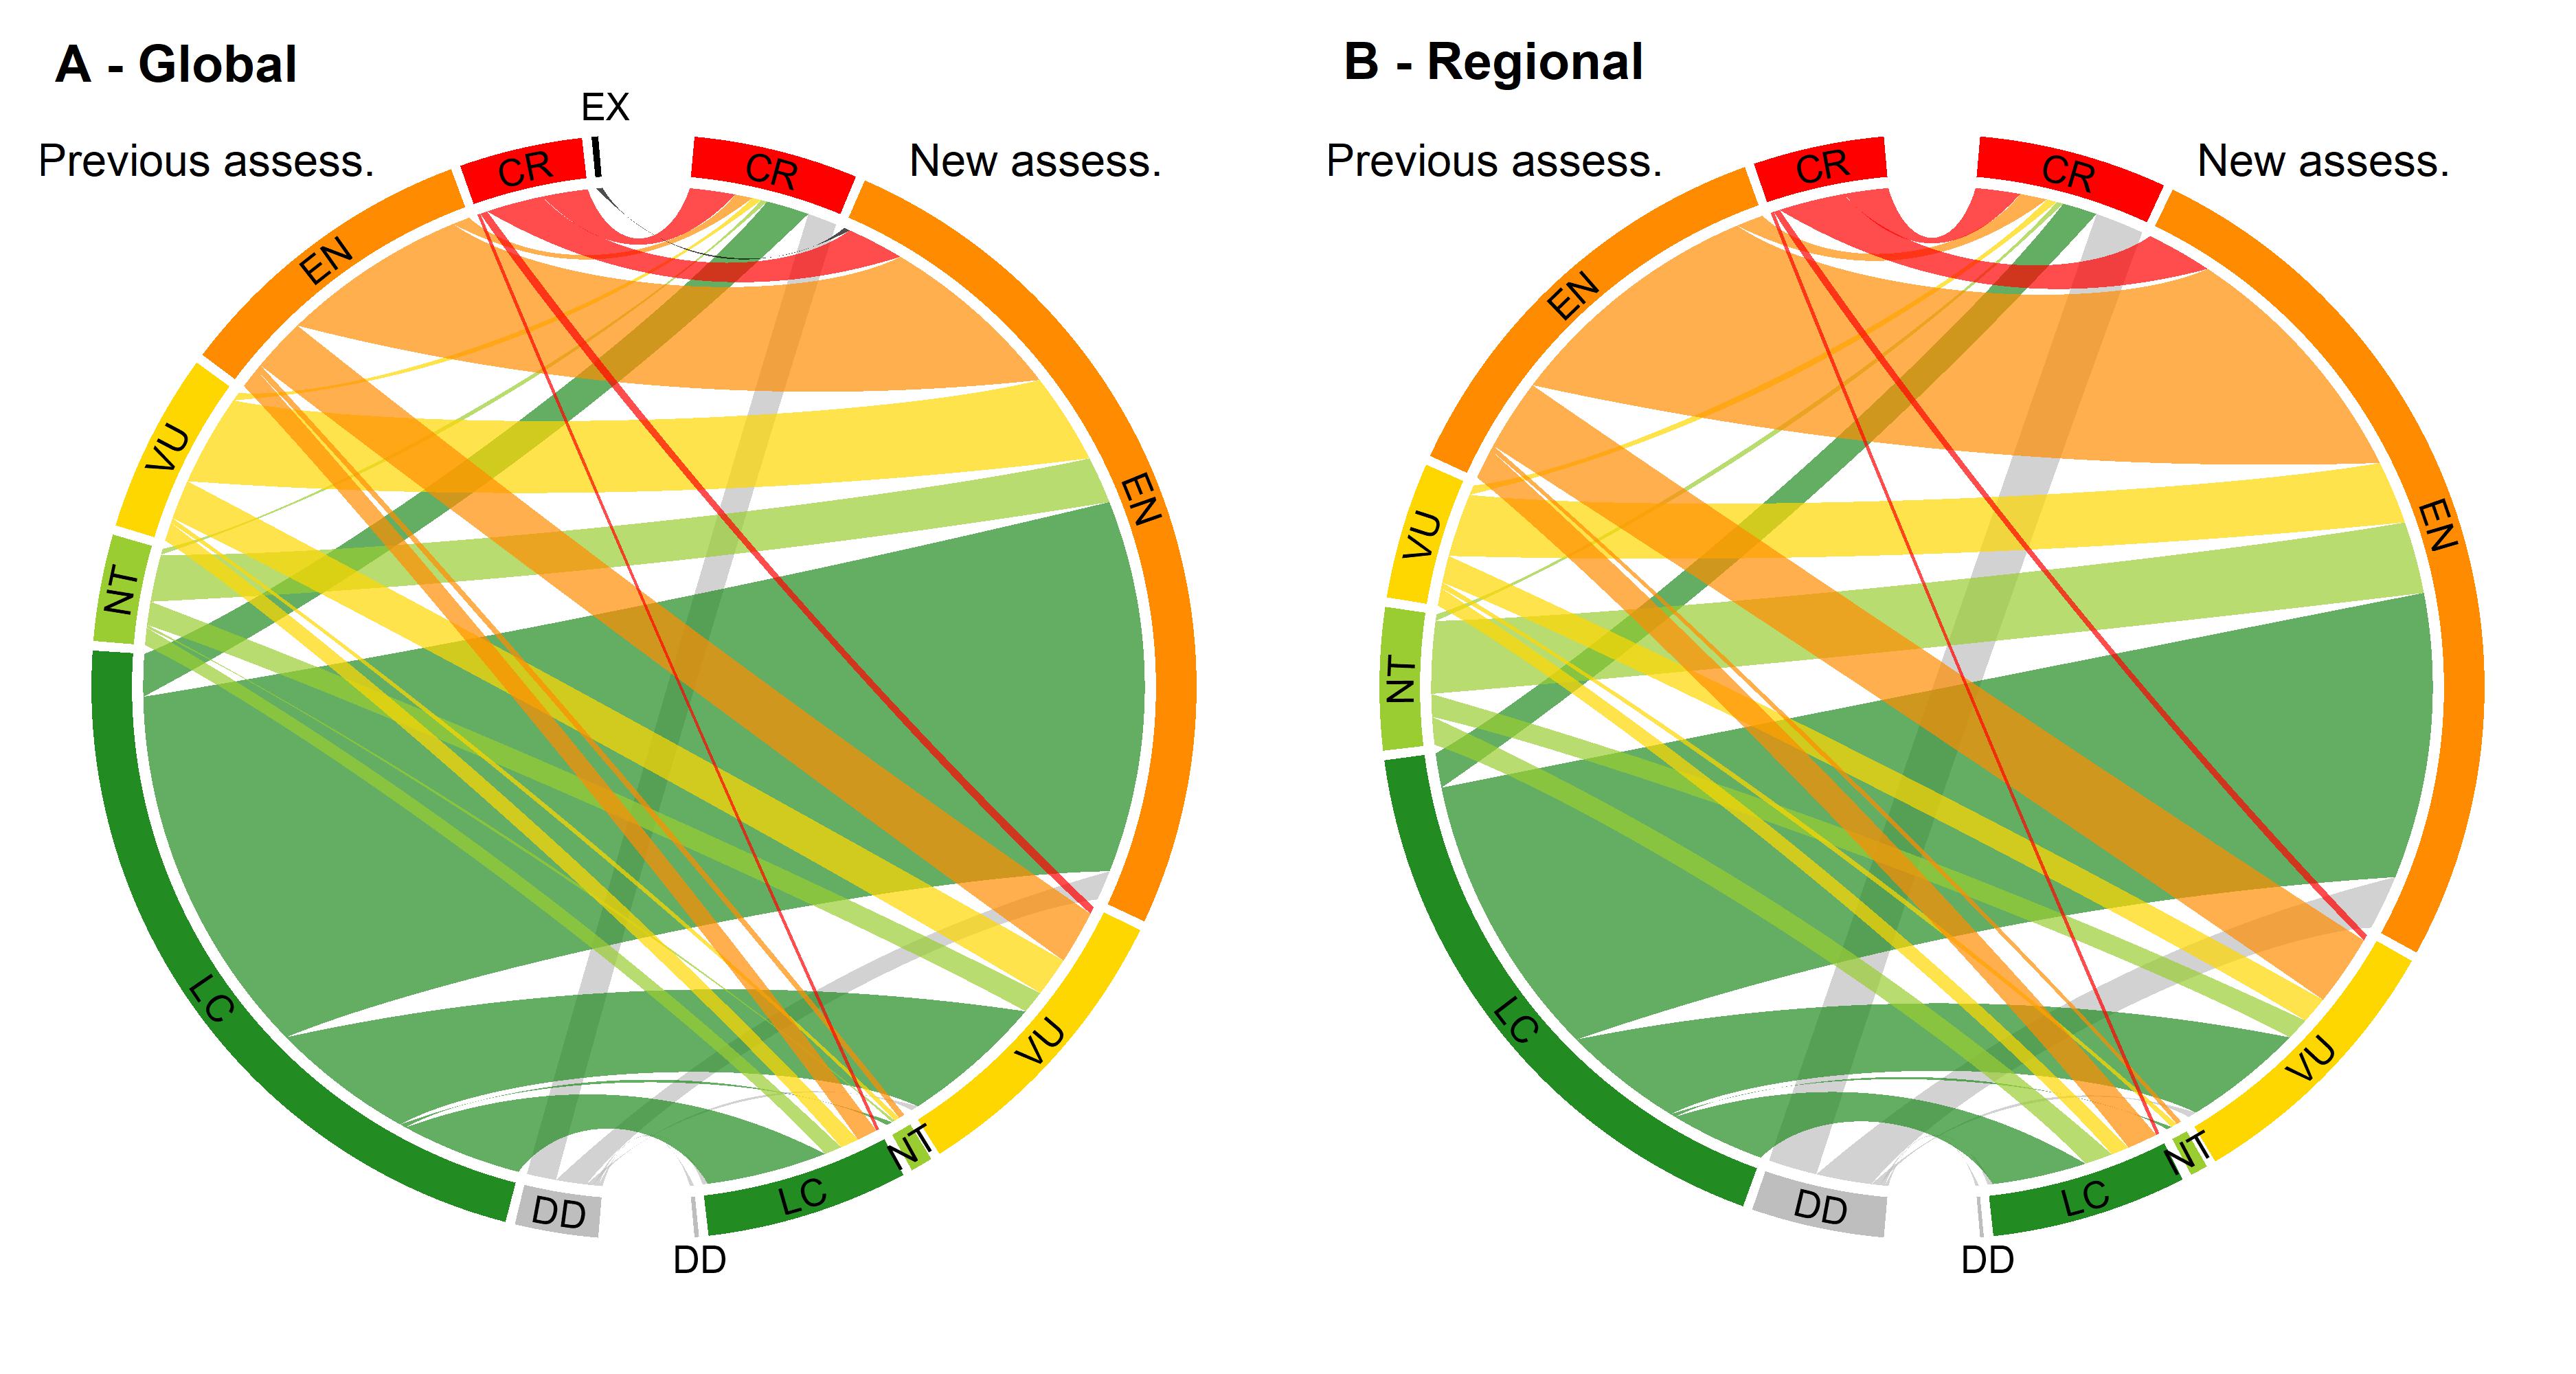 A - Global
EX
Previous assess.
New assess.
CR
CR
EN
EN
VU
VU
NT
NT
LC
LC
DD
DD
B - Regional
Previous assess.
New assess.
CR
CR
EN
EN
VU
VU
NT
NT
LC
LC
DD
DD